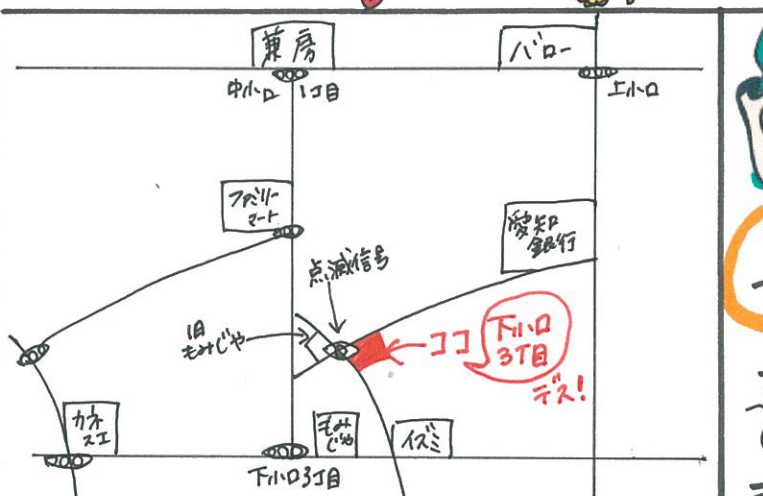 兼房
バロー
中小口
1丁目
上小口
ファミリー
マート
愛知
銀行
点滅信号
旧
もみじや
ココ
下小口
3丁目
デス!
カネ
スエ
もみ
じや
イズミ
下小口3丁目